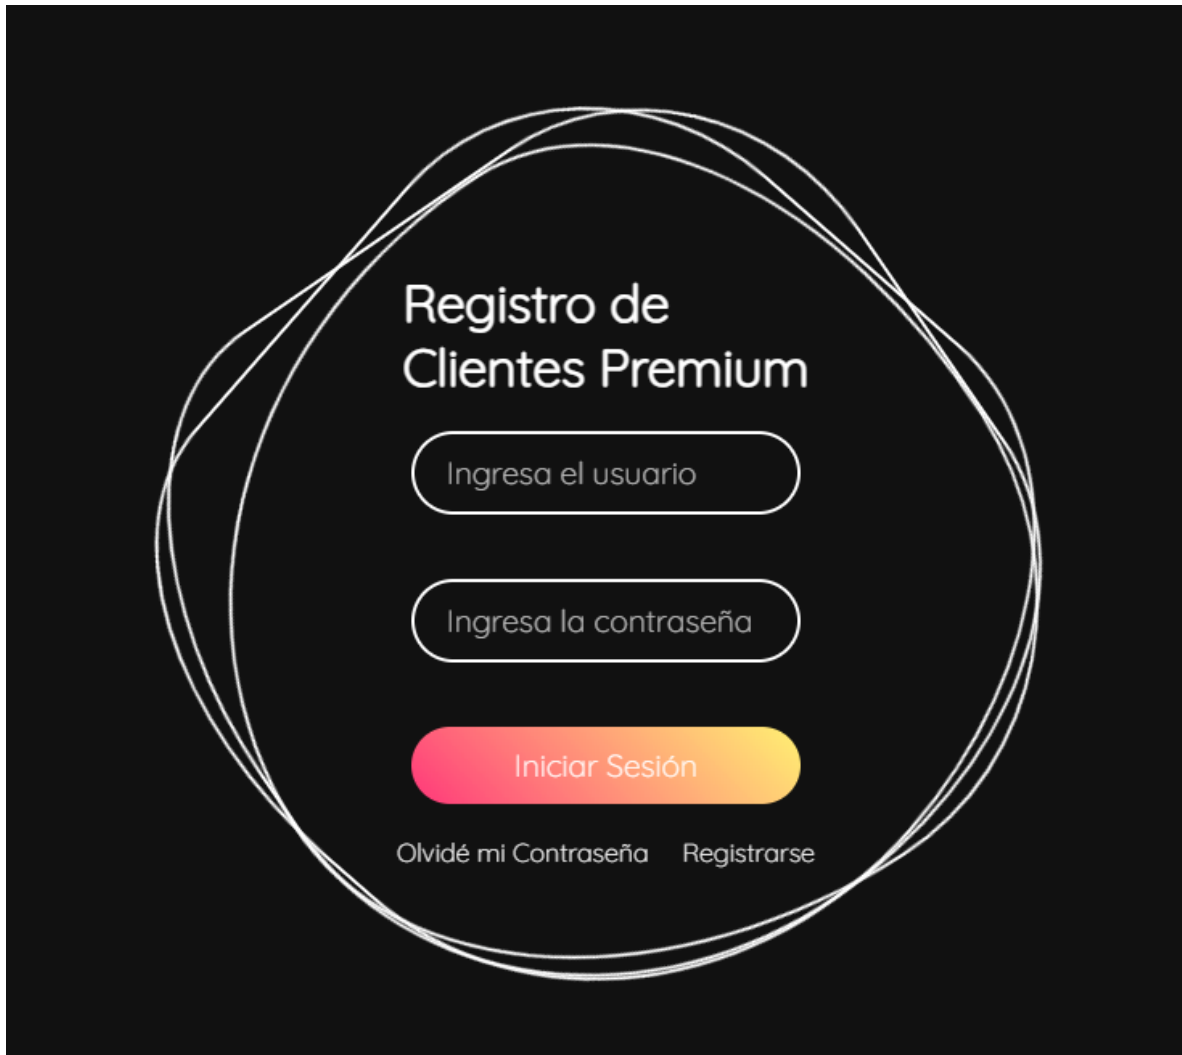 Registro de
Clientes Premium
Ingresa el usuario
Ingresa la contraseña
Iniciar Sesión
Olvidé mi Contraseña Registrarse